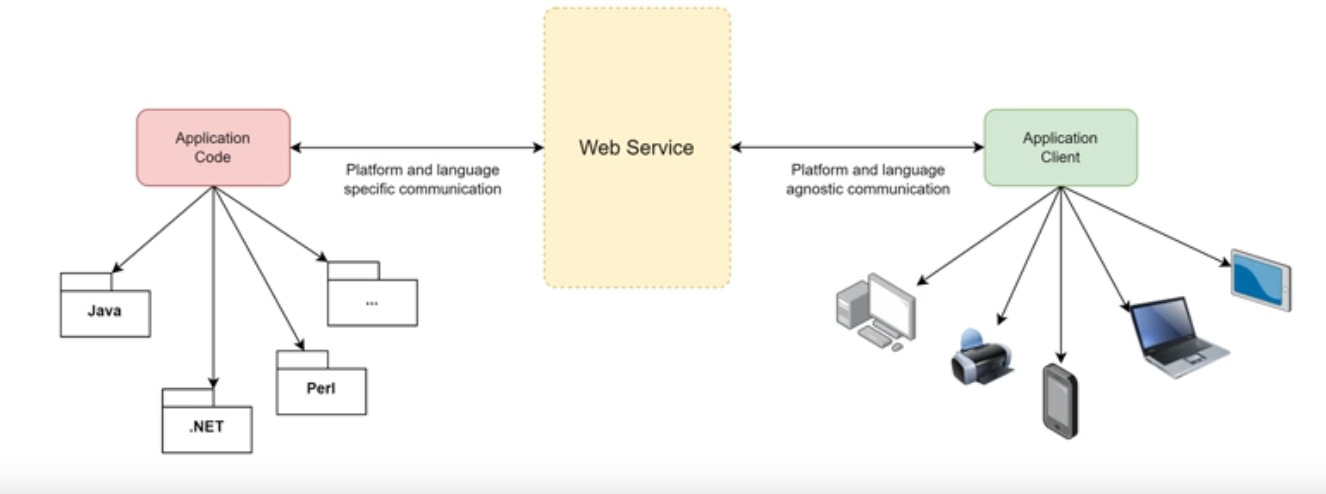 Application
Code
Platform and language
specific communication
Web Service
Platform and language
agnostic communication
Application
Client
Java
.NET
Perl
...